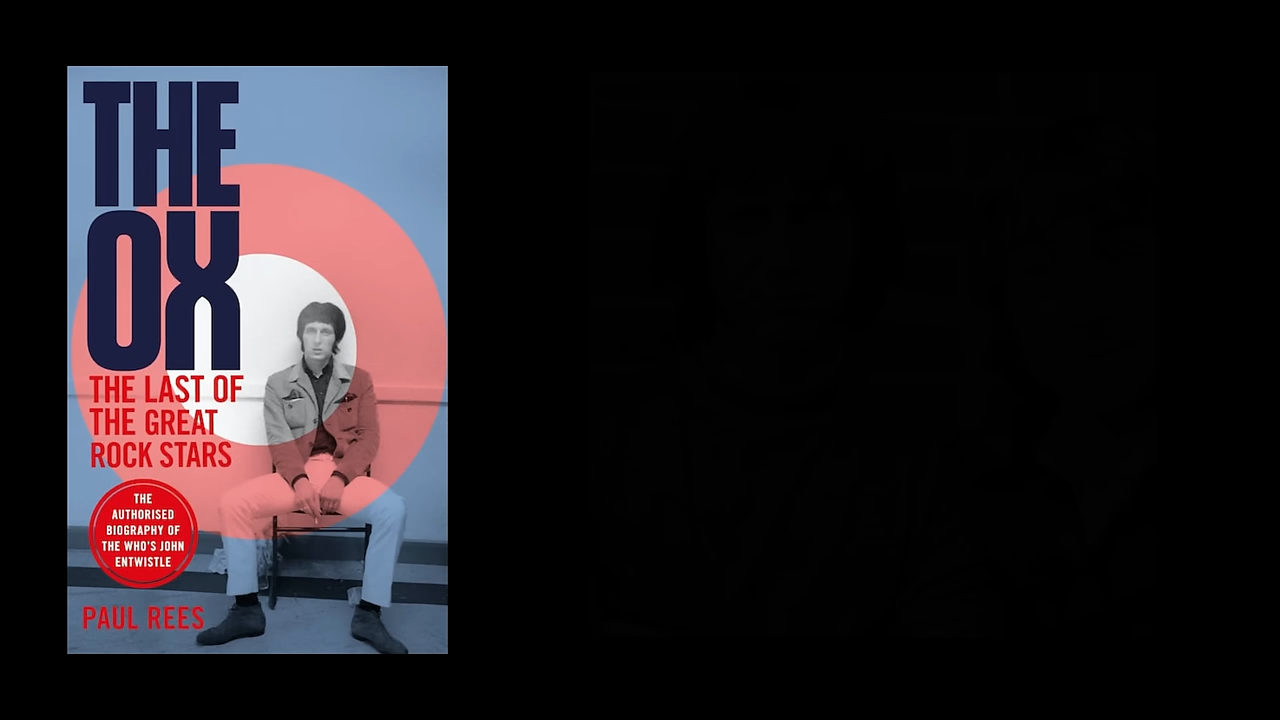 THE
OX
THE LAST OF
THE GREAT
ROCK STARS
THE
AUTHORISED
BIOGRAPHY OF
THE WHO'S JOHN
ENTWISTLE
PAUL REES